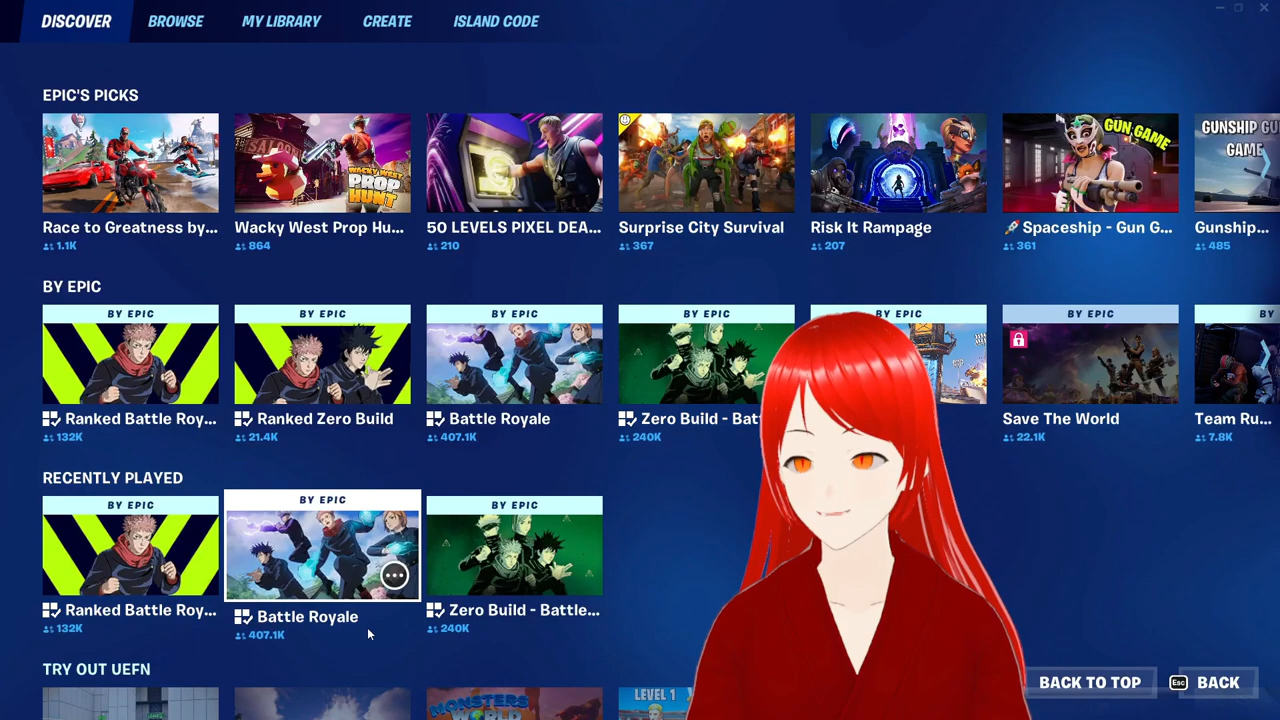 DISCOVER BROWSE MY LIBRARY CREATE ISLAND CODE
EPIC'S PICKS
SALOON
WACKY WEST
PROP
HUNT
GUN GAME
GUNSHIP GU
GAME
Race to Greatness by...
Wacky West Prop Hu...
50 LEVELS PIXEL DEA...
Surprise City Survival
Risk It Rampage
🚀 Spaceship - Gun G...
Gunship...
1.1K
864
210
367
207
361
485
BY EPIC
BY EPIC
BY EPIC
BY EPIC
BY EPIC
BY EPIC
BY EPIC
BY
Ranked Battle Roy...
Ranked Zero Build
Battle Royale
Zero Build - Bat
Save The World
Team Ru...
132K
21.4K
407.1K
240K
22.1K
7.8K
RECENTLY PLAYED
BY EPIC
BY EPIC
BY EPIC
Ranked Battle Roy...
Battle Royale
Zero Build - Battle...
132K
407.1K
240K
TRY OUT UEFN
MONSTERS
WORLD
LEVEL 1
BACK TO TOP
Esc BACK